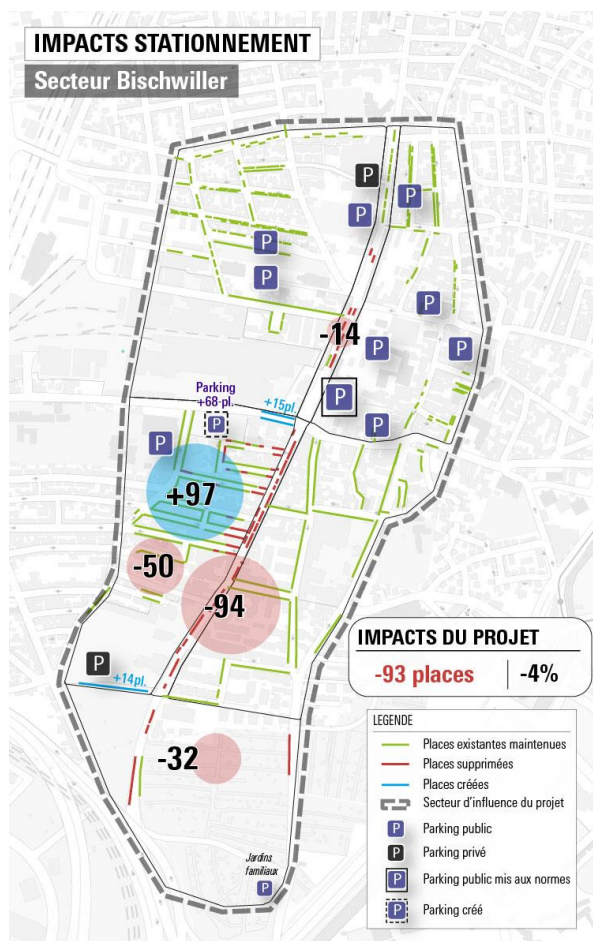 IMPACTS STATIONNEMENT
Secteur Bischwiller
P
P
P
P
P
P
-14
P
P
Parking
+68 pl.
+15pl.
P
P
P
P
+97
-50
-94
IMPACTS DU PROJET
-93 places | -4%
P
+14pl.
-32
LEGENDE
Places existantes maintenues
Places supprimées
Places créées
Secteur d'influence du projet
P Parking public
P Parking privé
P Parking public mis aux normes
P Parking créé
Jardins
familiaux
P